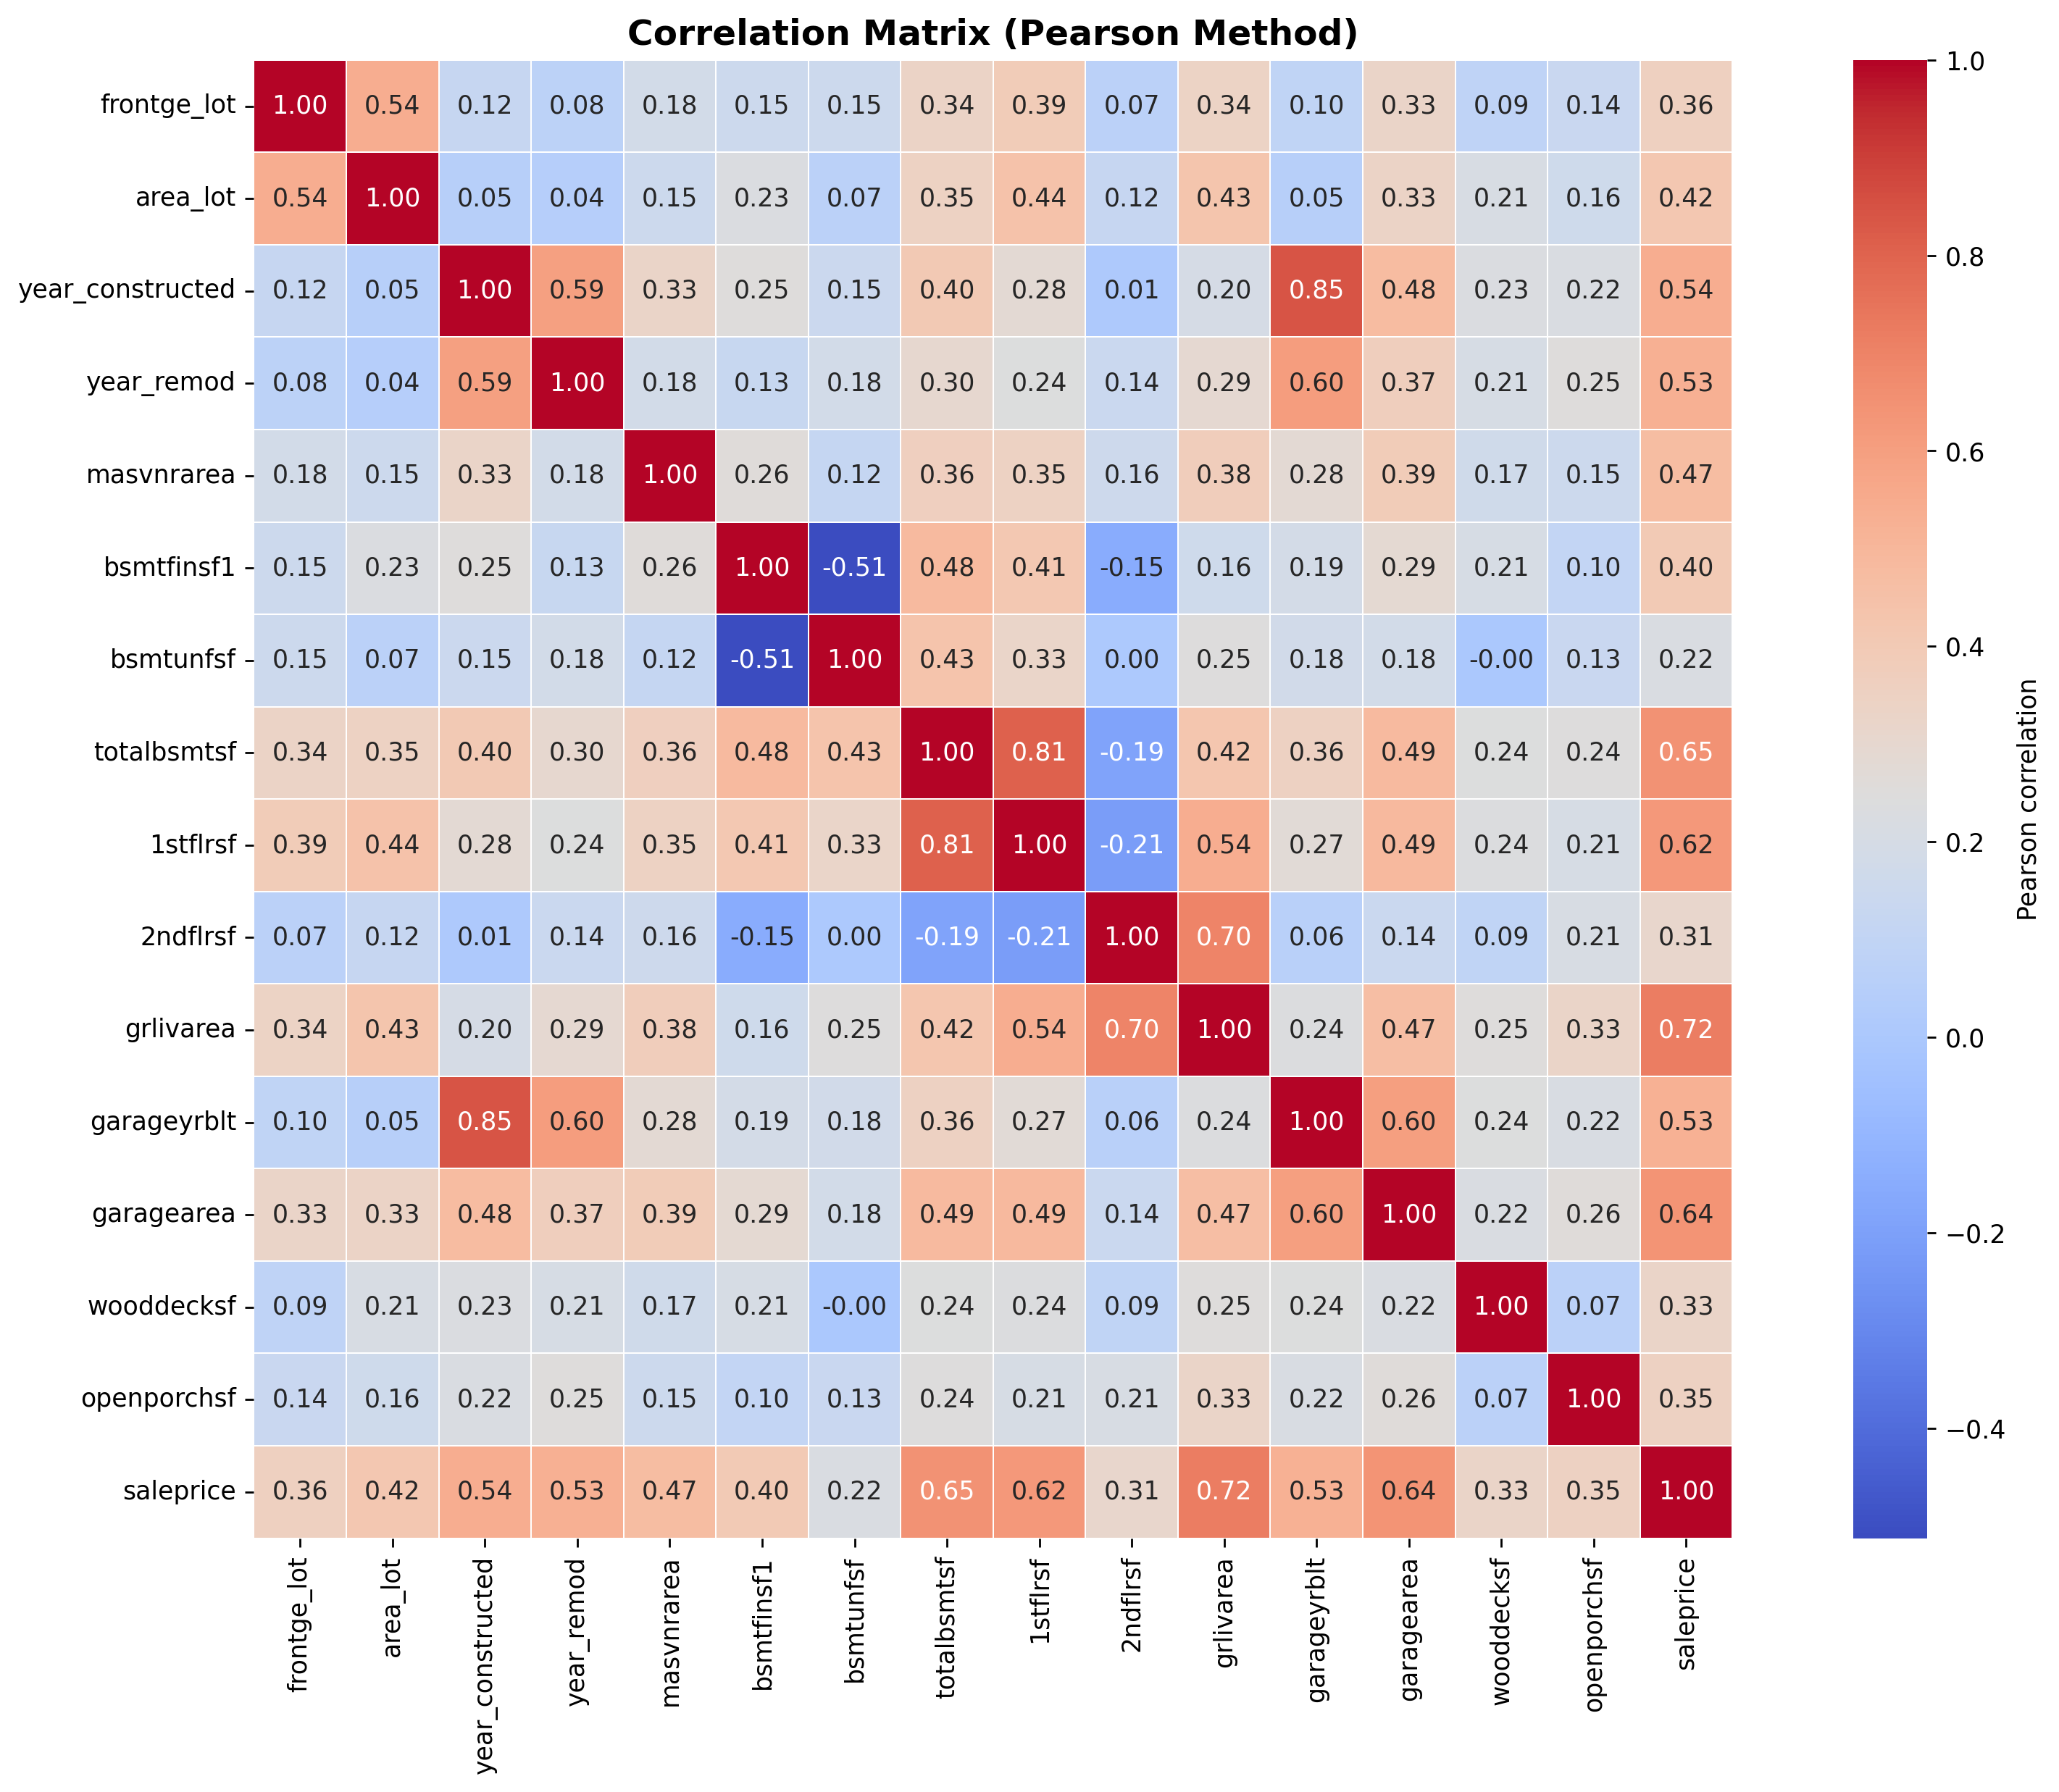 Correlation Matrix (Pearson Method)
frontge_lot 1.00 0.54 0.12 0.08 0.18 0.15 0.15 0.34 0.39 0.07 0.34 0.10 0.33 0.09 0.14 0.36
area_lot 0.54 1.00 0.05 0.04 0.15 0.23 0.07 0.35 0.44 0.12 0.43 0.05 0.33 0.21 0.16 0.42
year_constructed 0.12 0.05 1.00 0.59 0.33 0.25 0.15 0.40 0.28 0.01 0.20 0.85 0.48 0.23 0.22 0.54
year_remod 0.08 0.04 0.59 1.00 0.18 0.13 0.18 0.30 0.24 0.14 0.29 0.60 0.37 0.21 0.25 0.53
masvnrarea 0.18 0.15 0.33 0.18 1.00 0.26 0.12 0.36 0.35 0.16 0.38 0.28 0.39 0.17 0.15 0.47
bsmtfinsf1 0.15 0.23 0.25 0.13 0.26 1.00 -0.51 0.48 0.41 -0.15 0.16 0.19 0.29 0.21 0.10 0.40
bsmtunfsf 0.15 0.07 0.15 0.18 0.12 -0.51 1.00 0.43 0.33 0.00 0.25 0.18 0.18 -0.00 0.13 0.22
totalbsmtsf 0.34 0.35 0.40 0.30 0.36 0.48 0.43 1.00 0.81 -0.19 0.42 0.36 0.49 0.24 0.24 0.65
1stflrsf 0.39 0.44 0.28 0.24 0.35 0.41 0.33 0.81 1.00 -0.21 0.54 0.27 0.49 0.24 0.21 0.62
2ndflrsf 0.07 0.12 0.01 0.14 0.16 -0.15 0.00 -0.19 -0.21 1.00 0.70 0.06 0.14 0.09 0.21 0.31
grlivarea 0.34 0.43 0.20 0.29 0.38 0.16 0.25 0.42 0.54 0.70 1.00 0.24 0.47 0.25 0.33 0.72
garageyrblt 0.10 0.05 0.85 0.60 0.28 0.19 0.18 0.36 0.27 0.06 0.24 1.00 0.60 0.24 0.22 0.53
garagearea 0.33 0.33 0.48 0.37 0.39 0.29 0.18 0.49 0.49 0.14 0.47 0.60 1.00 0.22 0.26 0.64
wooddecksf 0.09 0.21 0.23 0.21 0.17 0.21 -0.00 0.24 0.24 0.09 0.25 0.24 0.22 1.00 0.07 0.33
openporchsf 0.14 0.16 0.22 0.25 0.15 0.10 0.13 0.24 0.21 0.21 0.33 0.22 0.26 0.07 1.00 0.35
saleprice 0.36 0.42 0.54 0.53 0.47 0.40 0.22 0.65 0.62 0.31 0.72 0.53 0.64 0.33 0.35 1.00
frontge_lot
area_lot
year_constructed
year_remod
masvnrarea
bsmtfinsf1
bsmtunfsf
totalbsmtsf
1stflrsf
2ndflrsf
grlivarea
garageyrblt
garagearea
wooddecksf
openporchsf
saleprice
1.0
0.8
0.6
0.4
0.2
0.0
−0.2
−0.4
Pearson correlation